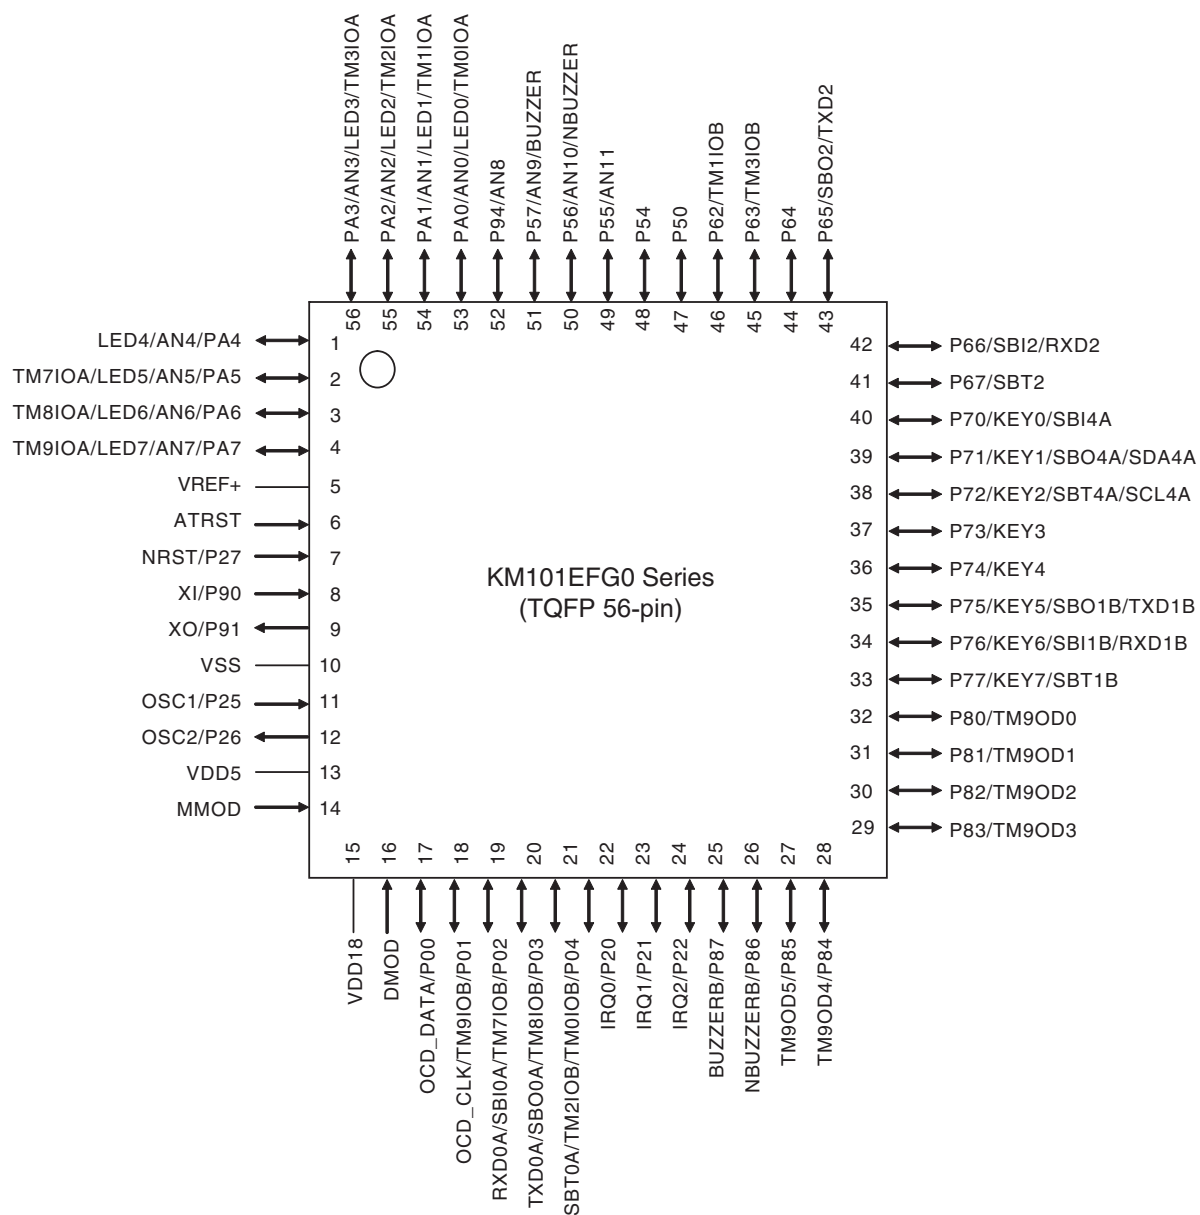 PA3/AN3/LED3/TM3IOA
PA2/AN2/LED2/TM2IOA
PA1/AN1/LED1/TM1IOA
PA0/AN0/LED0/TM0IOA
P94/AN8
P57/AN9/BUZZER
P56/AN10/NBUZZER
P55/AN11
P54
P50
P62/TM1IOB
P63/TM3IOB
P64
P65/SBO2/TXD2
56
55
54
53
52
51
50
49
48
47
46
45
44
43
LED4/AN4/PA4
1
TM7IOA/LED5/AN5/PA5
2
TM8IOA/LED6/AN6/PA6
3
TM9IOA/LED7/AN7/PA7
4
VREF+
5
ATRST
6
NRST/P27
7
XI/P90
8
XO/P91
9
VSS
10
OSC1/P25
11
OSC2/P26
12
VDD5
13
MMOD
14
KM101EFG0 Series
(TQFP 56-pin)
42
P66/SBI2/RXD2
41
P67/SBT2
40
P70/KEY0/SBI4A
39
P71/KEY1/SBO4A/SDA4A
38
P72/KEY2/SBT4A/SCL4A
37
P73/KEY3
36
P74/KEY4
35
P75/KEY5/SBO1B/TXD1B
34
P76/KEY6/SBI1B/RXD1B
33
P77/KEY7/SBT1B
32
P80/TM9OD0
31
P81/TM9OD1
30
P82/TM9OD2
29
P83/TM9OD3
15
16
17
18
19
20
21
22
23
24
25
26
27
28
VDD18
DMOD
OCD_DATA/P00
OCD_CLK/TM9IOB/P01
RXD0A/SBI0A/TM7IOB/P02
TXD0A/SBO0A/TM8IOB/P03
SBT0A/TM2IOB/TM0IOB/P04
IRQ0/P20
IRQ1/P21
IRQ2/P22
BUZZERB/P87
NBUZZERB/P86
TM9OD5/P85
TM9OD4/P84